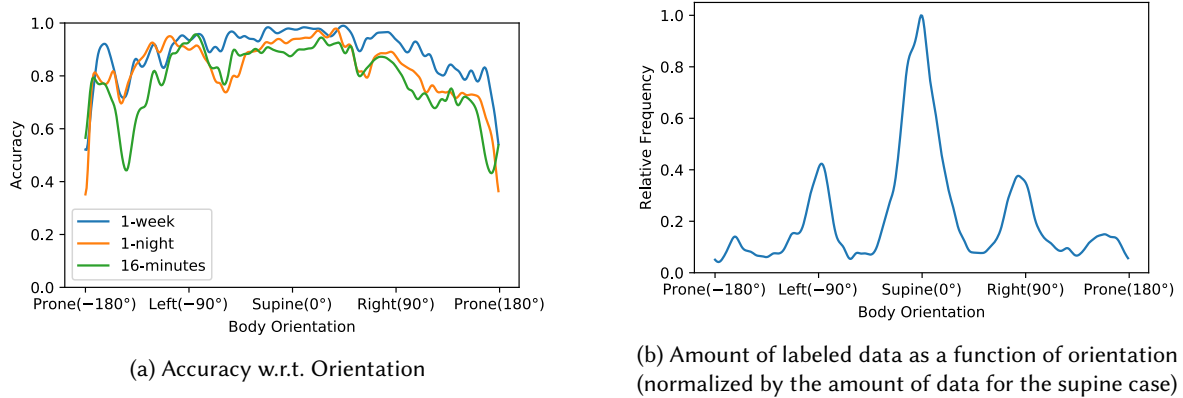 1.0
0.8
0.6
0.4
0.2
0.0
Accuracy
1-week
1-night
16-minutes
Prone(−180°) Left(−90°) Supine(0°) Right(90°) Prone(180°)
Body Orientation
(a) Accuracy w.r.t. Orientation
1.0
0.8
0.6
0.4
0.2
0.0
Relative Frequency
Prone(−180°) Left(−90°) Supine(0°) Right(90°) Prone(180°)
Body Orientation
(b) Amount of labeled data as a function of orientation
(normalized by the amount of data for the supine case)